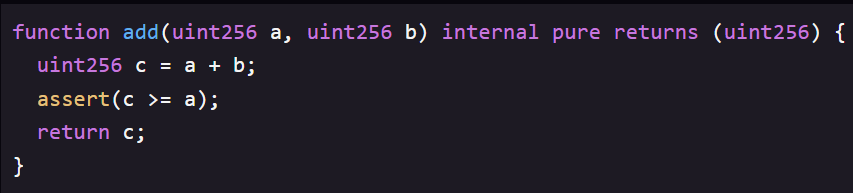 function add(uint256 a, uint256 b) internal pure returns (uint256) {
  uint256 c = a + b;
  assert(c >= a);
  return c;
}